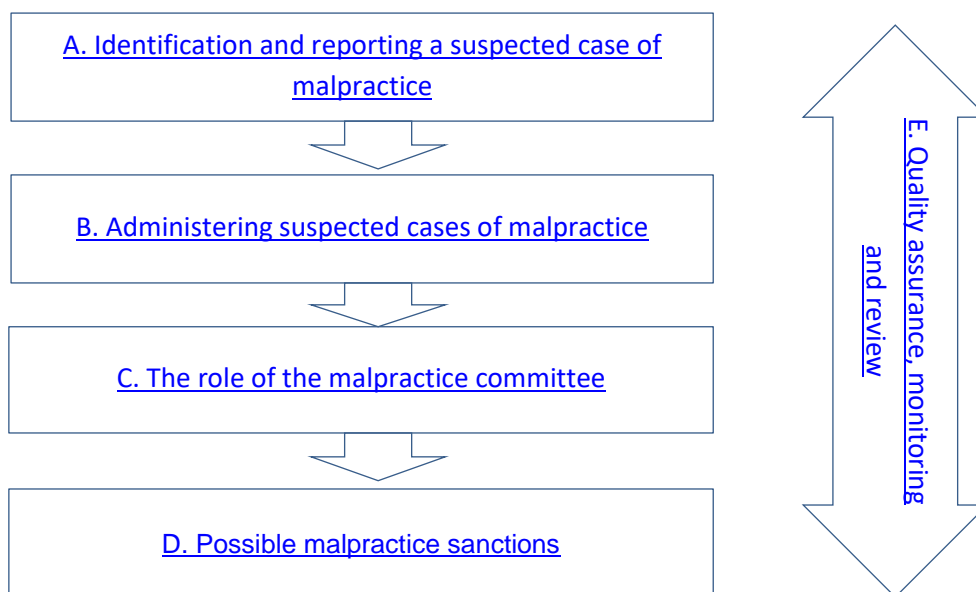 A. Identification and reporting a suspected case of
malpractice
B. Administering suspected cases of malpractice
C. The role of the malpractice committee
D. Possible malpractice sanctions
E. Quality assurance, monitoring
and review